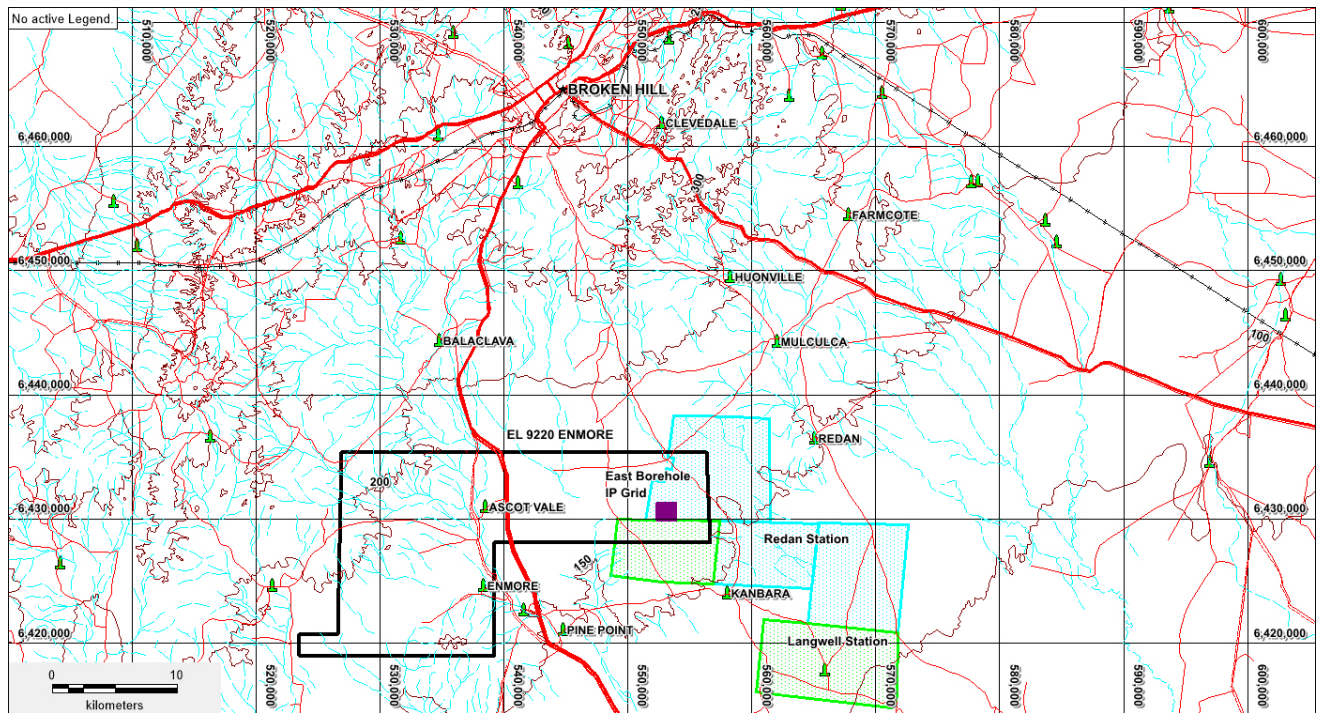 No active Legend.
510,000
520,000
530,000
540,000
550,000
560,000
570,000
580,000
590,000
600,000
BROKEN HILL
CLEVEDALE
6,460,000
6,460,000
300
FARMCOTE
6,450,000
6,450,000
HUONVILLE
BALACLAVA
MULCULCA
100
6,440,000
6,440,000
EL 9220 ENMORE
REDAN
200
East Borehole
IP Grid
6,430,000
ASCOT VALE
6,430,000
Redan Station
150
ENMORE
KANBARA
6,420,000
PINE POINT
Langwell Station
6,420,000
0 10
kilometers
520,000
530,000
540,000
550,000
560,000
570,000
580,000
590,000
600,000